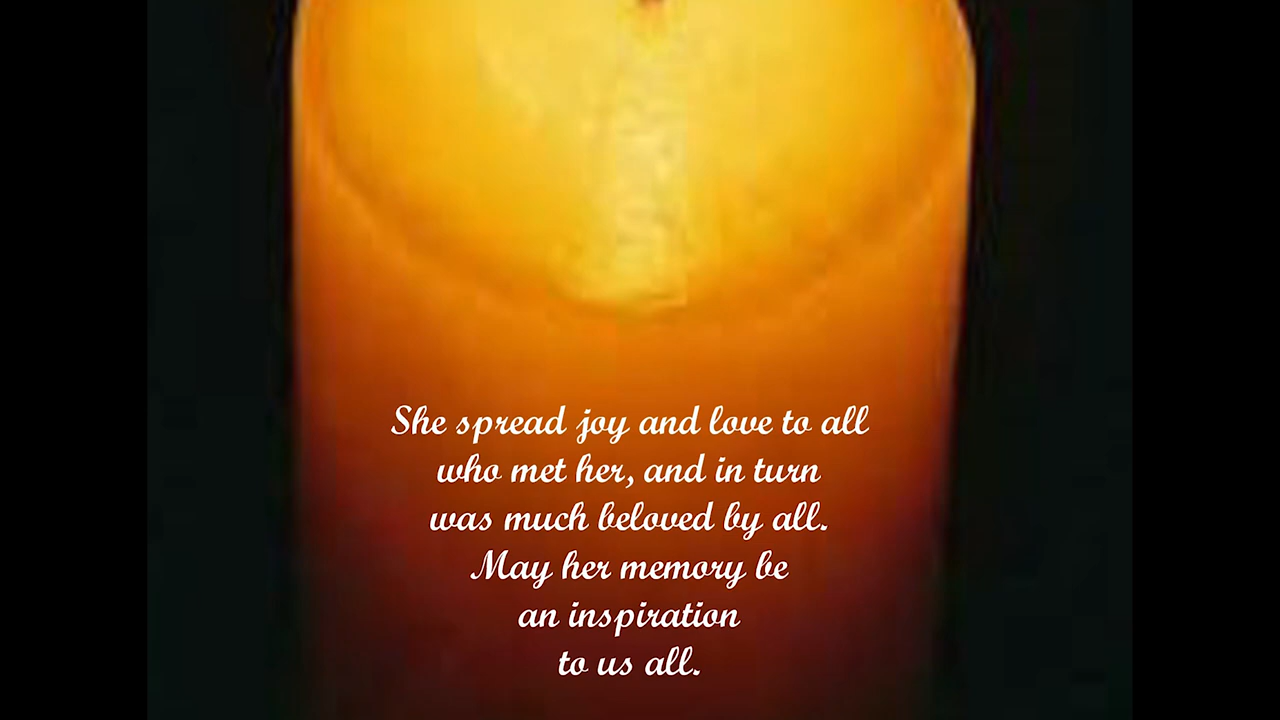 She spread joy and love to all
who met her, and in turn
was much beloved by all.
May her memory be
an inspiration
to us all.